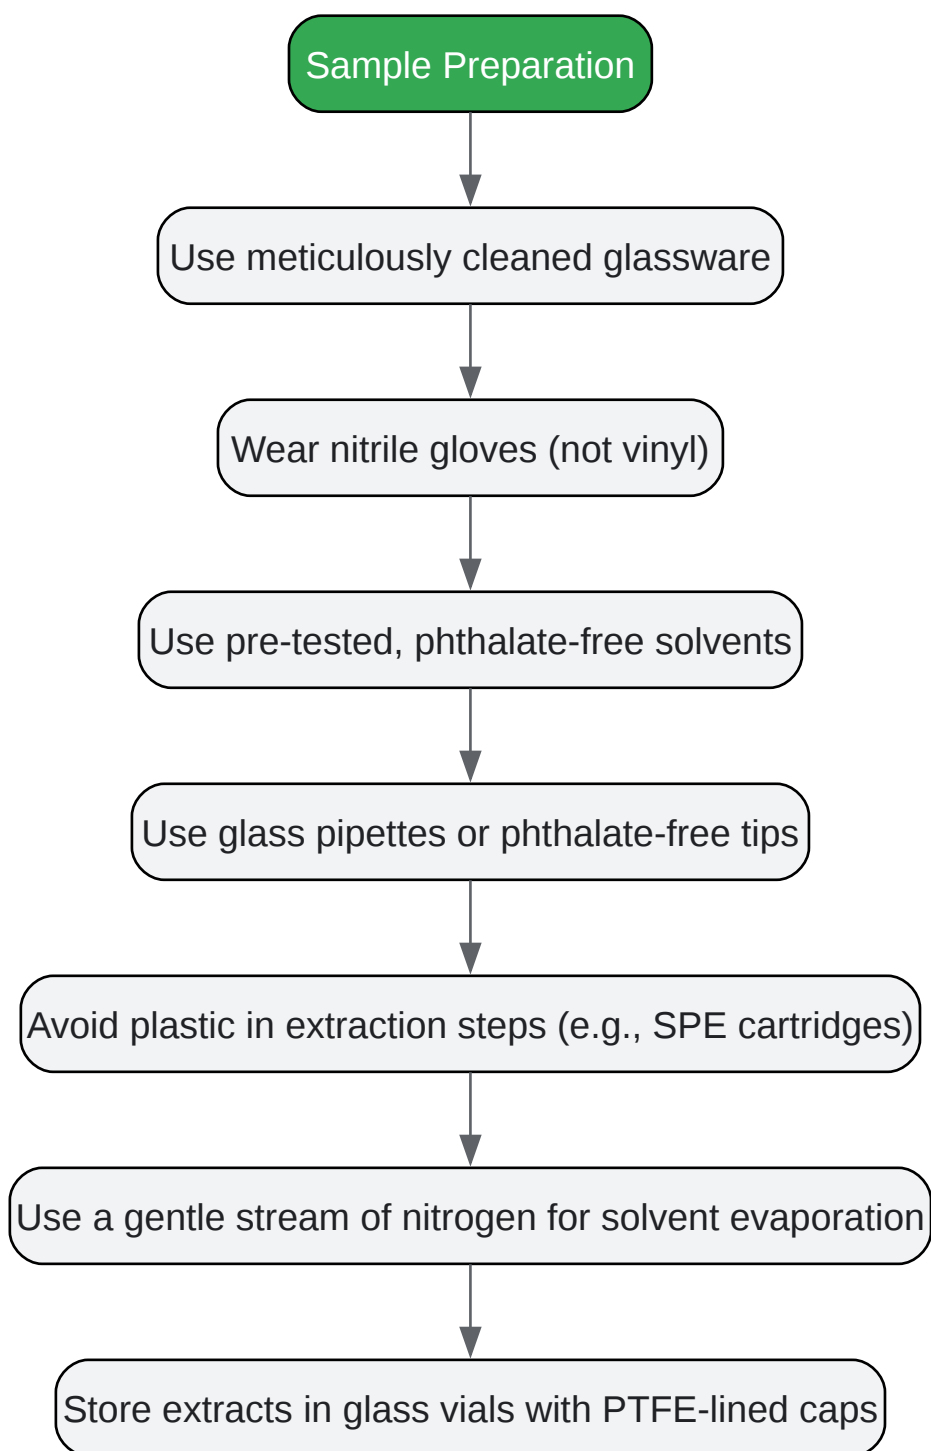 Sample Preparation
Use meticulously cleaned glassware
Wear nitrile gloves (not vinyl)
Use pre-tested, phthalate-free solvents
Use glass pipettes or phthalate-free tips
Avoid plastic in extraction steps (e.g., SPE cartridges)
Use a gentle stream of nitrogen for solvent evaporation
Store extracts in glass vials with PTFE-lined caps